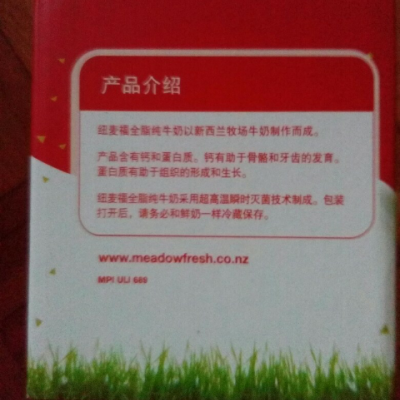 产品介绍
纽麦福全脂纯牛奶以新西兰牧场牛奶制作而成。
产品含有钙和蛋白质。钙有助于骨骼和牙齿的发育。
蛋白质有助于组织的形成和生长。
纽麦福全脂纯牛奶采用超高温瞬时灭菌技术制成。包装
打开后，请务必和鲜奶一样冷藏保存。
www.meadowfresh.co.nz
MPI ULI 689